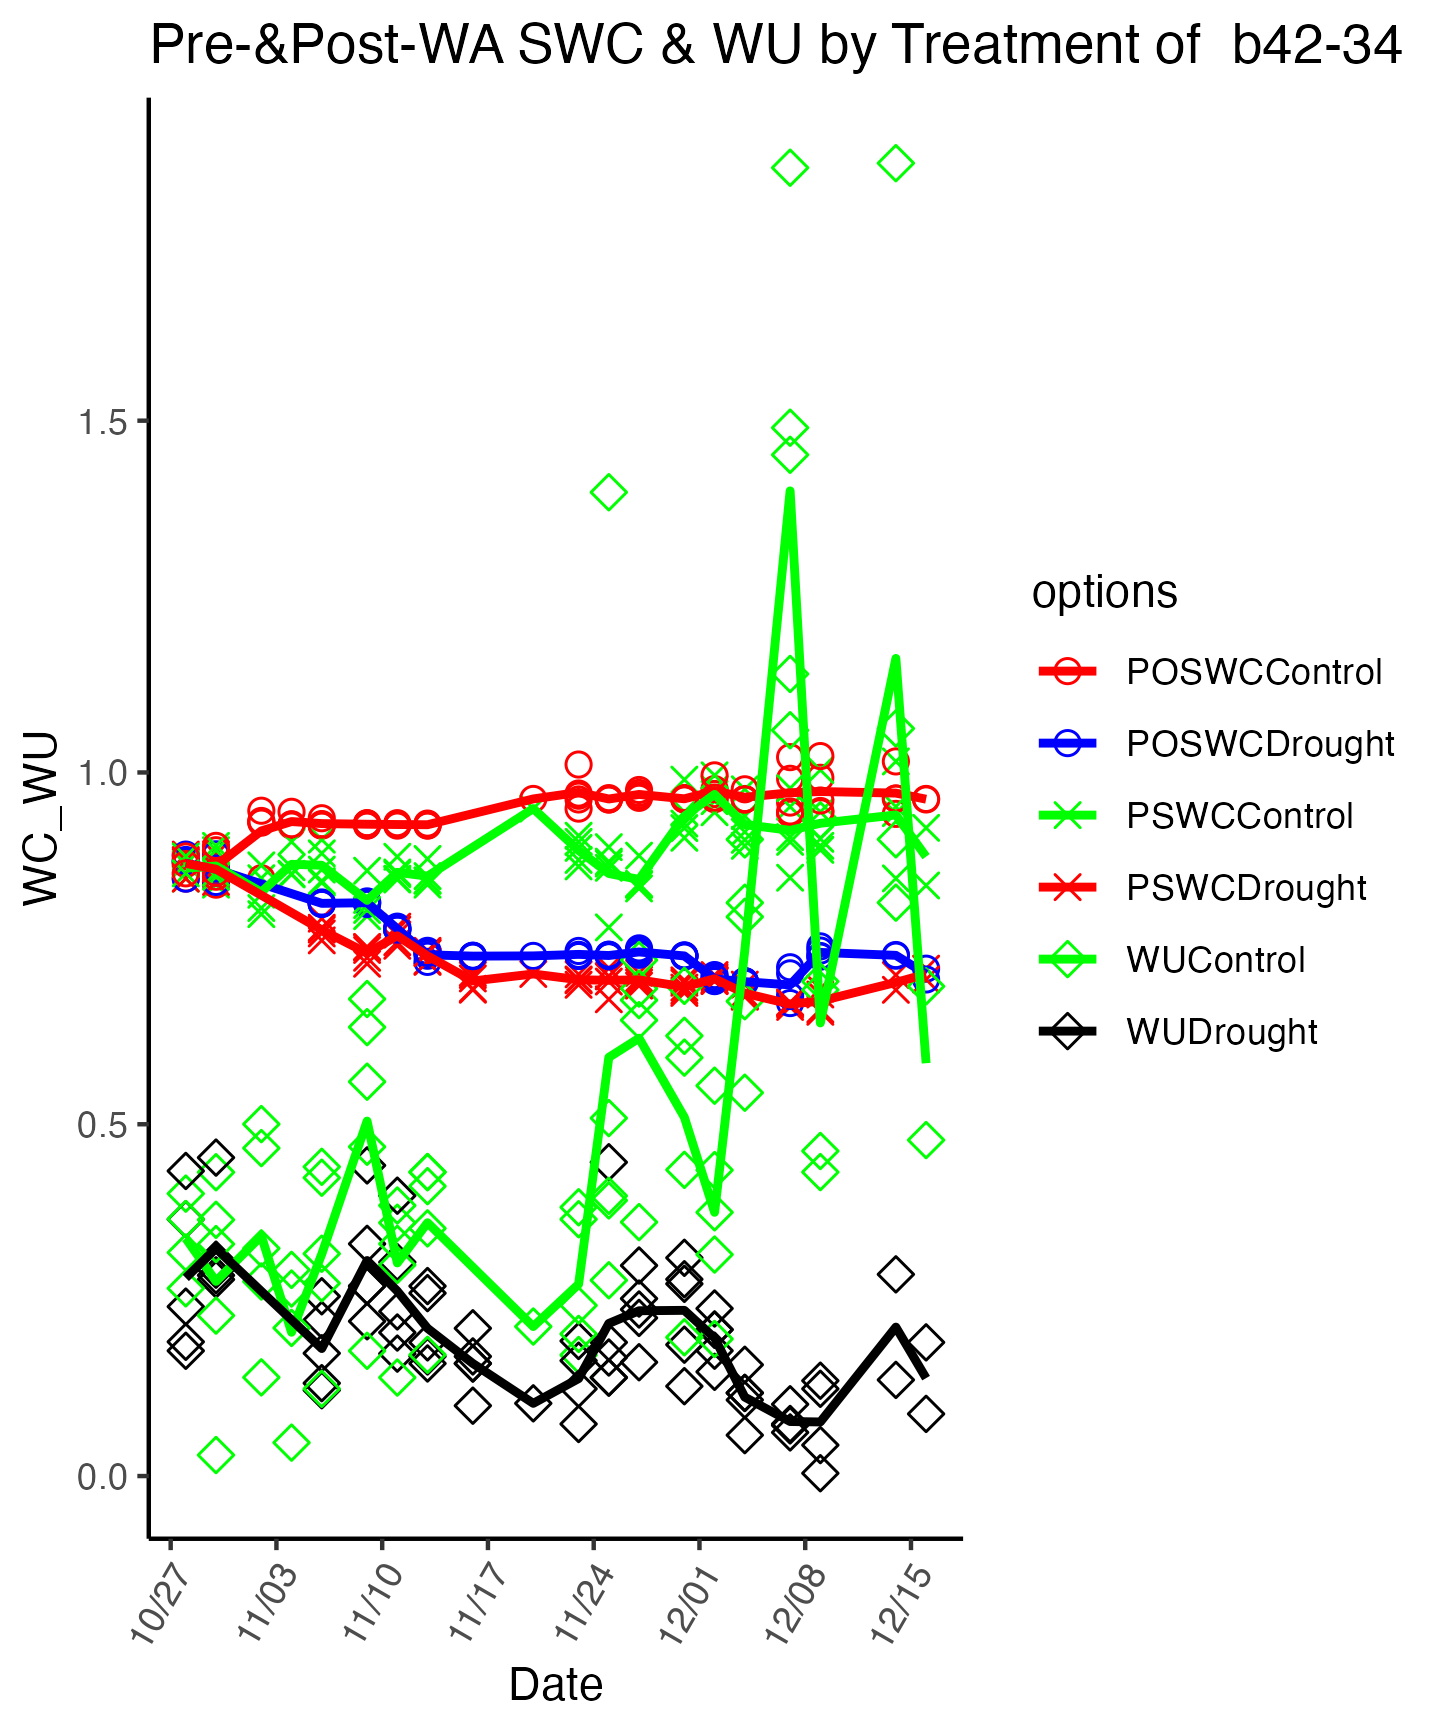 Pre-&Post-WA SWC & WU by Treatment of  b42-34
WC_WU
1.5
1.0
0.5
0.0
10/27
11/03
11/10
11/17
11/24
12/01
12/08
12/15
Date
options
POSWCControl
POSWCDrought
PSWCControl
PSWCDrought
WUControl
WUDrought